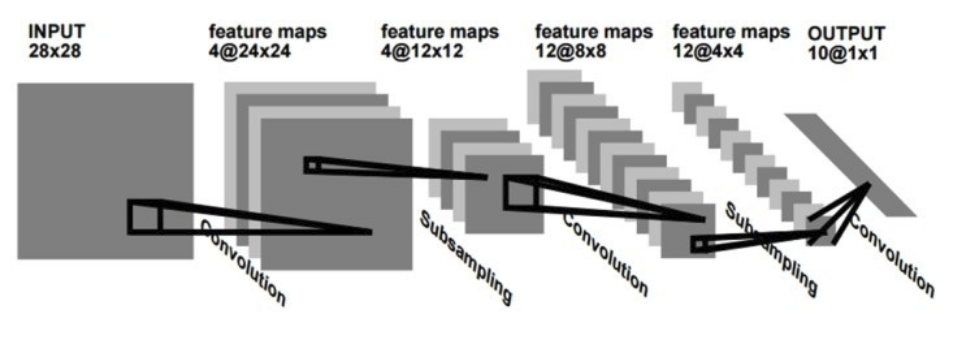 INPUT
28x28
feature maps
4@24x24
feature maps
4@12x12
feature maps
12@8x8
feature maps
12@4x4
OUTPUT
10@1x1
Convolution
Subsampling
Convolution
Subsampling
Convolution